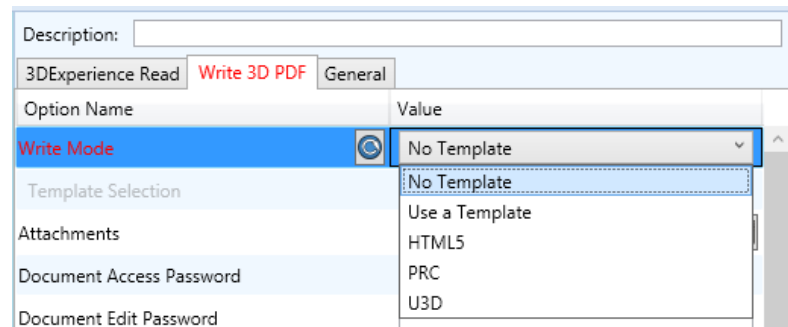 Description:
3DExperience Read Write 3D PDF General
Option Name Value
Write Mode No Template
Template Selection No Template
Use a Template
Attachments HTML5
Document Access Password PRC
Document Edit Password U3D